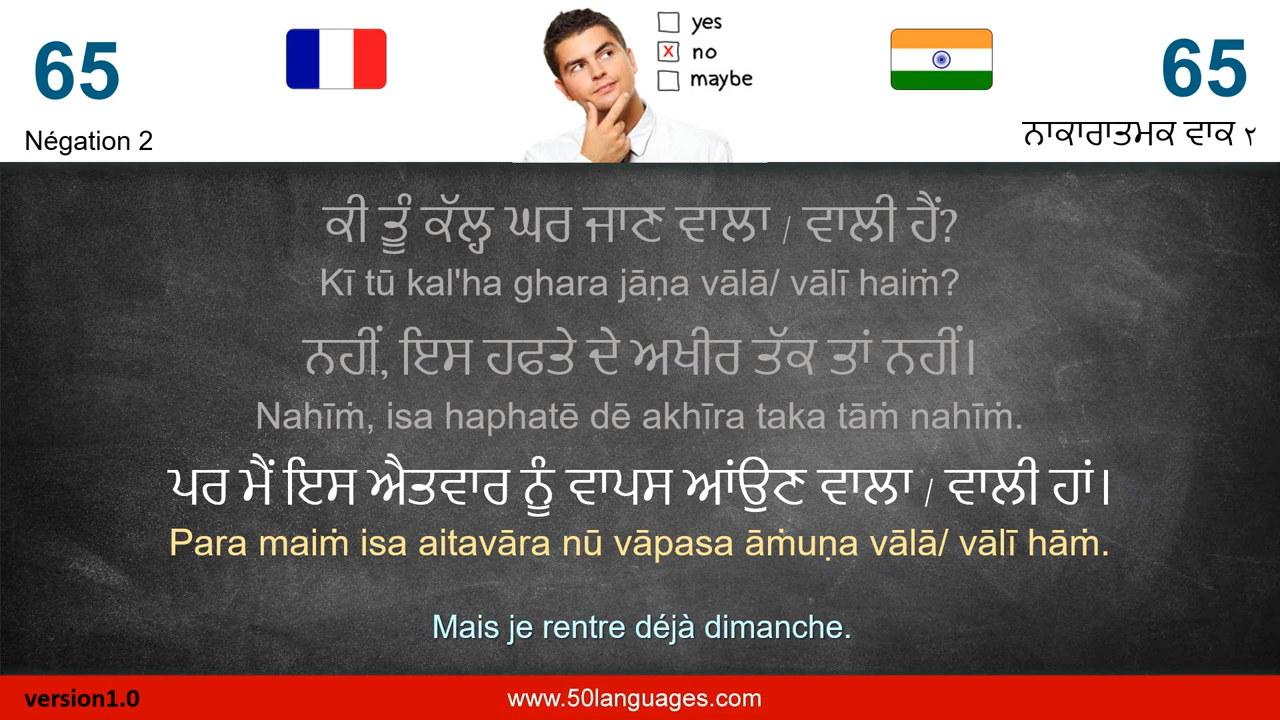 65
yes
no
maybe
65
Négation 2
ਨਾਕਾਰਾਤਮਕ ਵਾਕ ੨
ਕੀ ਤੂੰ ਕੱਲ੍ਹ ਘਰ ਜਾਣ ਵਾਲਾ / ਵਾਲੀ ਹੈਂ?
Kī tū kal'ha ghara jāṇa vālā/ vālī haiṁ?
ਨਹੀਂ, ਇਸ ਹਫਤੇ ਦੇ ਅਖੀਰ ਤੱਕ ਤਾਂ ਨਹੀਂ।
Nahīṁ, isa haphatē dē akhīra taka tāṁ nahīṁ.
ਪਰ ਮੈਂ ਇਸ ਐਤਵਾਰ ਨੂੰ ਵਾਪਸ ਆਂਉਣ ਵਾਲਾ / ਵਾਲੀ ਹਾਂ।
Para maiṁ isa aitavāra nū vāpasa āṁuṇa vālā/ vālī hāṁ.
Mais je rentre déjà dimanche.
version1.0
www.50languages.com